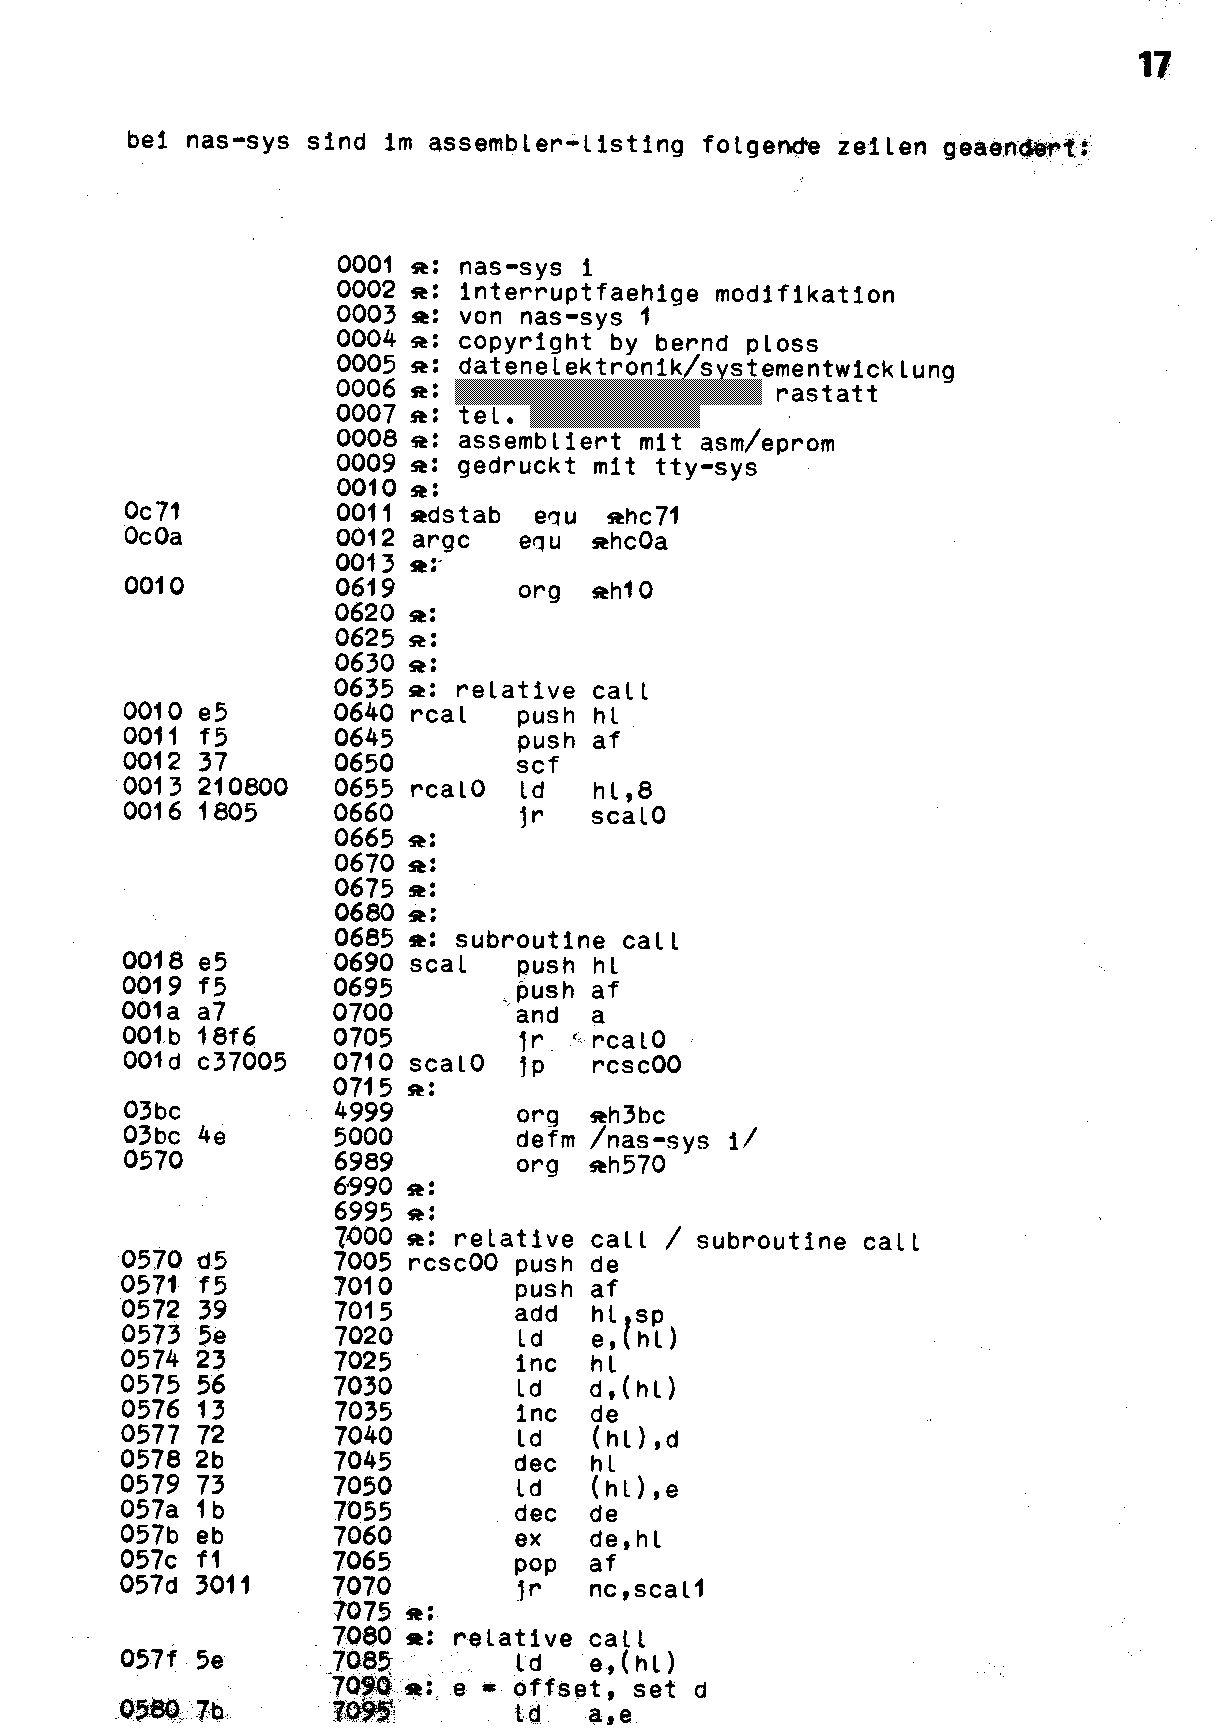 17
bei nas-sys sind im assembler-listing folgende zeilen geaendert:
0001 &: nas-sys i
0002 &: interruptfaehige modifikation
0003 &: von nas-sys 1
0004 &: copyright by bernd ploss
0005 &: datenelektronik/systementwicklung
0006 &: rastatt
0007 &: tel.
0008 &: assembliert mit asm/eprom
0009 &: gedruckt mit tty-sys
0010 &:
0c71 0011 &dstab equ &hc71
0c0a 0012 argc equ &hc0a
0013 &:
0010 0619 org &h10
0620 &:
0625 &:
0630 &:
0635 &: relative call
0010 e5 0640 rcal push hl
0011 f5 0645 push af
0012 37 0650 scf
0013 210800 0655 rcal0 ld hl,8
0016 1805 0660 jr scal0
0665 &:
0670 &:
0675 &:
0680 &:
0685 &: subroutine call
0018 e5 0690 scal push hl
0019 f5 0695 push af
001a a7 0700 and a
001b 18f6 0705 jr rcal0
001d c37005 0710 scal0 jp rcsc00
0715 &:
03bc 4999 org &h3bc
03bc 4e 5000 defm /nas-sys i/
0570 6989 org &h570
6990 &:
6995 &:
7000 &: relative call / subroutine call
0570 d5 7005 rcsc00 push de
0571 f5 7010 push af
0572 39 7015 add hl,sp
0573 5e 7020 ld e,(hl)
0574 23 7025 inc hl
0575 56 7030 ld d,(hl)
0576 13 7035 inc de
0577 72 7040 ld (hl),d
0578 2b 7045 dec hl
0579 73 7050 ld (hl),e
057a 1b 7055 dec de
057b eb 7060 ex de,hl
057c f1 7065 pop af
057d 3011 7070 jr nc,scal1
7075 &:
7080 &: relative call
057f 5e 7085 ld e,(hl)
7090 &: e = offset, set d
0580 7b 7095 ld a,e